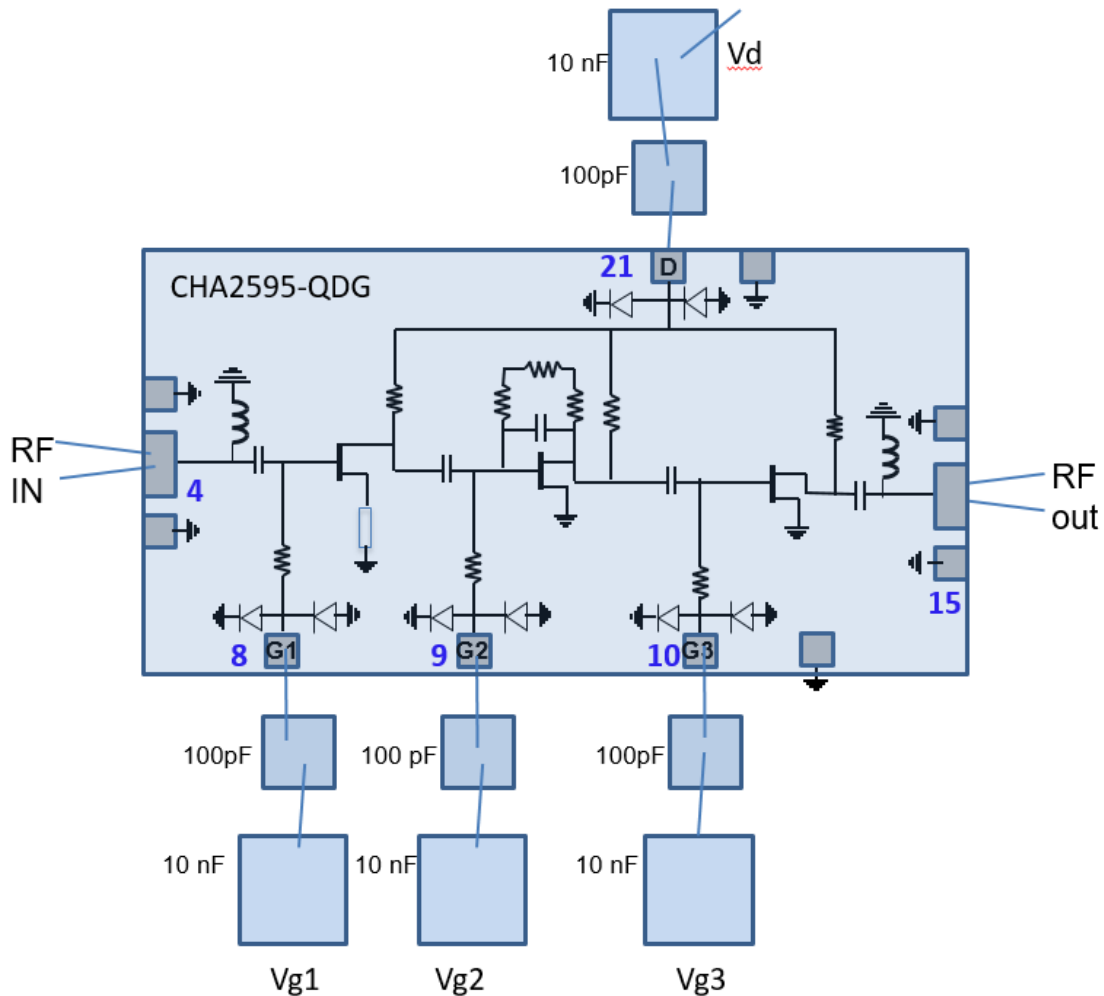 10 nF
Vd
100pF
21
D
CHA2595-QDG
RF
IN
4
RF
out
15
8
G1
9
G2
10
G3
100pF
100 pF
100pF
10 nF
10 nF
10 nF
Vg1
Vg2
Vg3